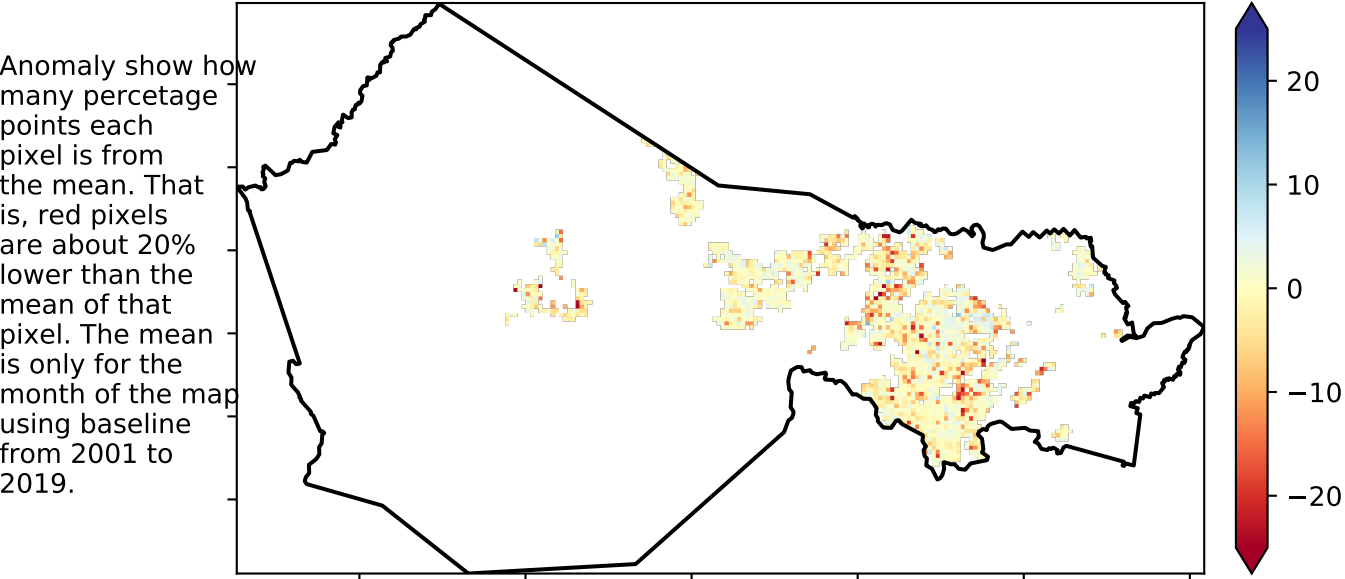 Anomaly show how
many percetage
points each
pixel is from
the mean. That
is, red pixels
are about 20%
lower than the
mean of that
pixel. The mean
is only for the
month of the map
using baseline
from 2001 to
2019.
20
10
0
−10
−20